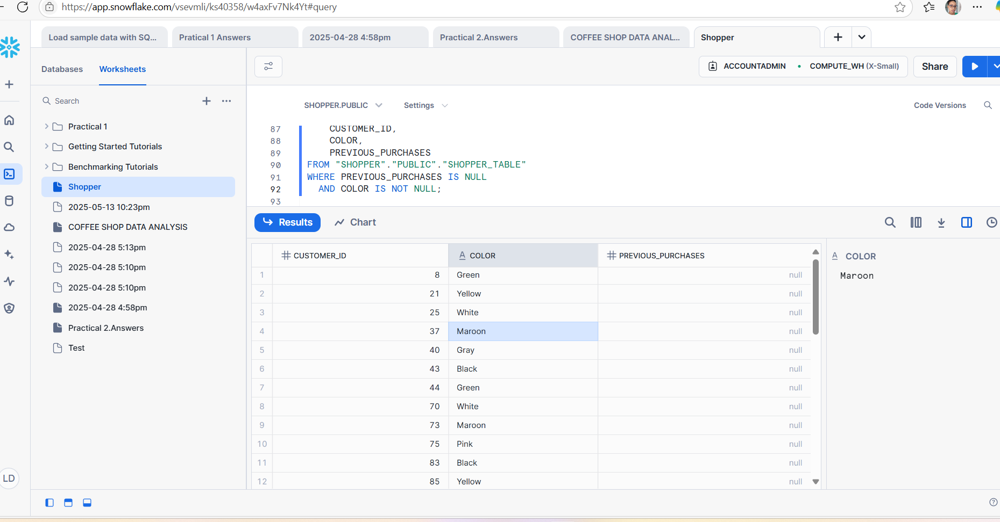 https://app.snowflake.com/vsevmli/ks40358/w4axFv7Nk4Yt#query
Load sample data with SQ...
Pratical 1 Answers
2025-04-28 4:58pm
Practical 2.Answers
COFFEE SHOP DATA ANAL...
Shopper
Databases
Worksheets
ACCOUNTADMIN
COMPUTE_WH (X-Small)
Share
Search
Practical 1
Getting Started Tutorials
Benchmarking Tutorials
Shopper
2025-05-13 10:23pm
COFFEE SHOP DATA ANALYSIS
2025-04-28 5:13pm
2025-04-28 5:10pm
2025-04-28 5:10pm
2025-04-28 4:58pm
Practical 2.Answers
Test
LD
SHOPPER.PUBLIC
Settings
Code Versions
87 CUSTOMER_ID,
88 COLOR,
89 PREVIOUS_PURCHASES
90 FROM "SHOPPER"."PUBLIC"."SHOPPER_TABLE"
91 WHERE PREVIOUS_PURCHASES IS NULL
92 AND COLOR IS NOT NULL;
93
Results
Chart
CUSTOMER_ID COLOR PREVIOUS_PURCHASES
1 8 Green null
2 21 Yellow null
3 25 White null
4 37 Maroon null
5 40 Gray null
6 43 Black null
7 44 Green null
8 70 White null
9 73 Maroon null
10 75 Pink null
11 83 Black null
12 85 Yellow null
A COLOR
Maroon